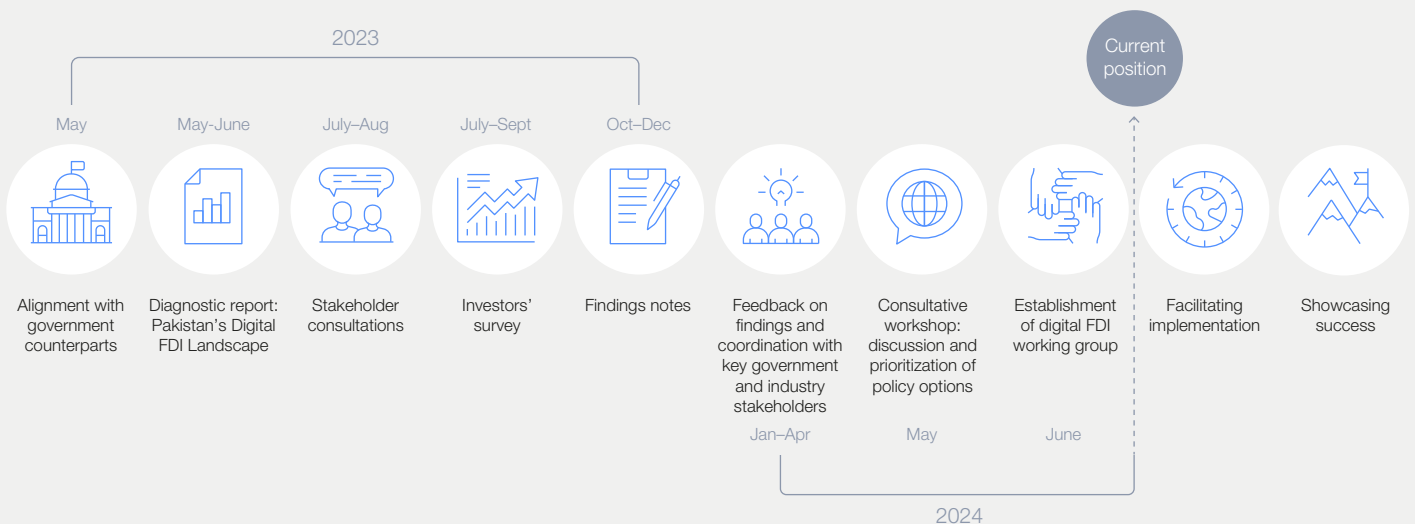 2023
Current
position
May
May-June
July–Aug
July–Sept
Oct–Dec
Alignment with
government
counterparts
Diagnostic report:
Pakistan's Digital
FDI Landscape
Stakeholder
consultations
Investors'
survey
Findings notes
Feedback on
findings and
coordination with
key government
and industry
stakeholders
Jan–Apr
Consultative
workshop:
discussion and
prioritization of
policy options
May
Establishment
of digital FDI
working group
June
Facilitating
implementation
Showcasing
success
2024